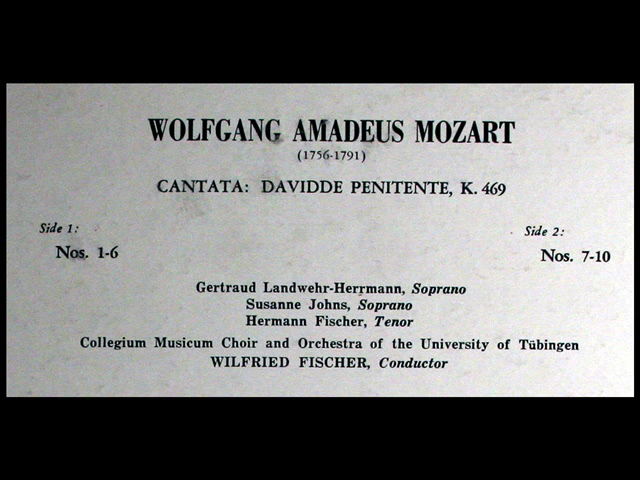 WOLFGANG AMADEUS MOZART
(1756-1791)
CANTATA: DAVIDDE PENITENTE, K. 469
Side 1:
Nos. 1-6
Side 2:
Nos. 7-10
Gertraud Landwehr-Herrmann, Soprano
Susanne Johns, Soprano
Hermann Fischer, Tenor
Collegium Musicum Choir and Orchestra of the University of Tübingen
WILFRIED FISCHER, Conductor